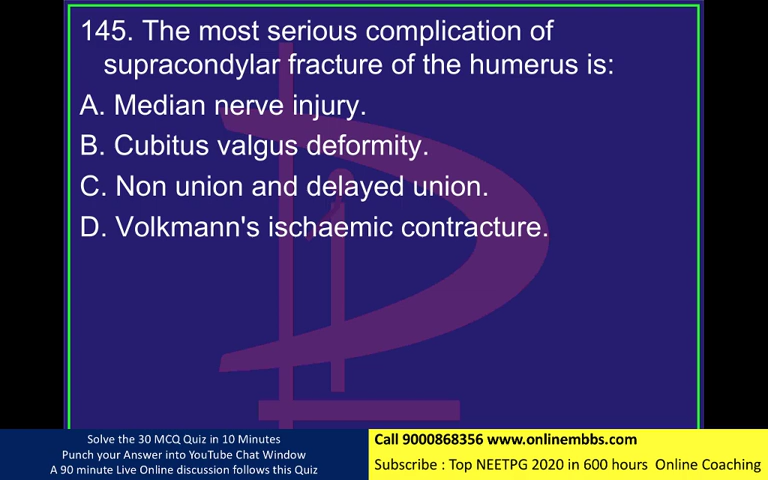 145. The most serious complication of
supracondylar fracture of the humerus is:
A. Median nerve injury.
B. Cubitus valgus deformity.
C. Non union and delayed union.
D. Volkmann's ischaemic contracture.
Solve the 30 MCQ Quiz in 10 Minutes
Punch your Answer into YouTube Chat Window
A 90 minute Live Online discussion follows this Quiz
Call 9000868356 www.onlinembbs.com
Subscribe : Top NEETPG 2020 in 600 hours Online Coaching